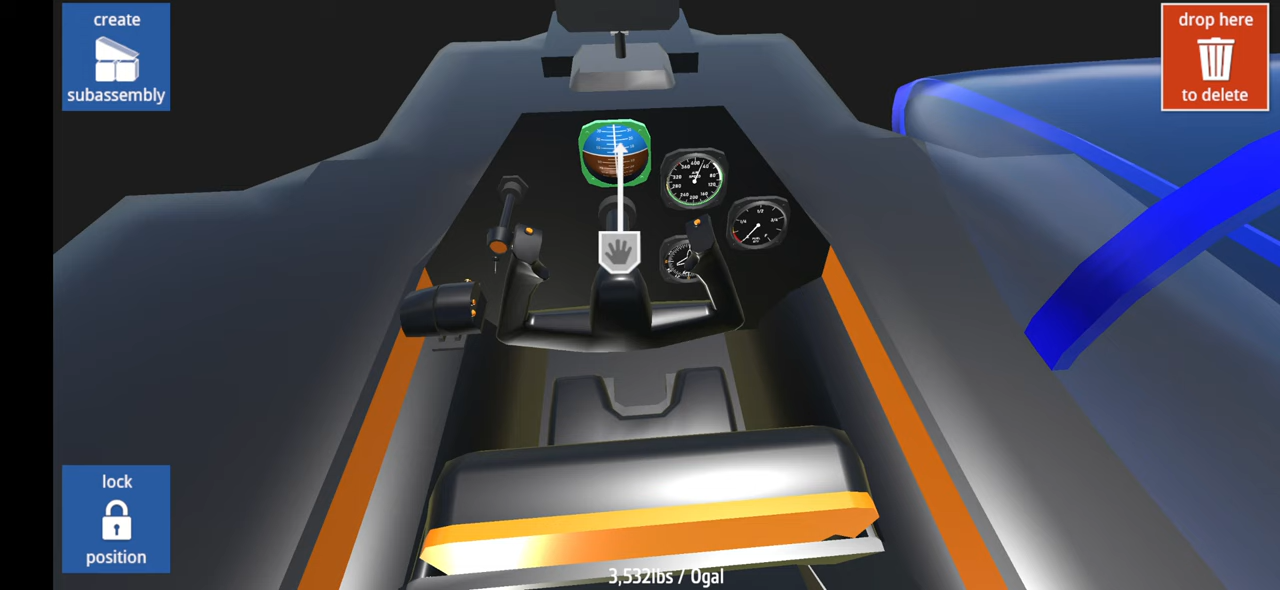 create
subassembly
drop here
to delete
lock
position
3,532lbs / 0gal